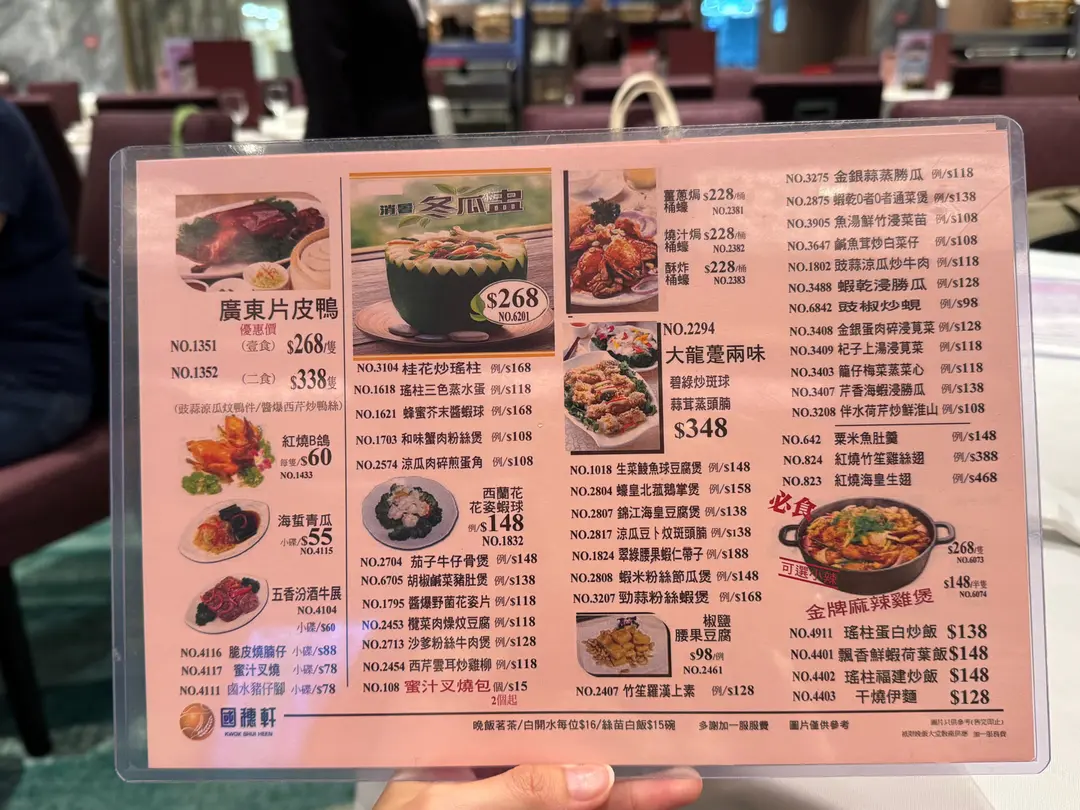 廣東片皮鴨
優惠價
NO.1351 (壹食) $268/隻
NO.1352 (二食) $338隻
(豉蒜涼瓜炆鴨件/醬爆西芹炒鴨絲)
紅燒B鴿
每隻/$60
NO.1433
海蜇青瓜
小碟/$55
NO.4115
五香汾酒牛展
NO.4104
小碟/$60
NO.4116 脆皮燒腩仔 小碟/$88
NO.4117 蜜汁叉燒 小碟/$78
NO.4111 鹵水豬仔腳 小碟/$78
消暑 冬瓜盅
$268
NO.6201
NO.3104 桂花炒瑤柱 例/$168
NO.1618 瑤柱三色蒸水蛋 例/$118
NO.1621 蜂蜜芥末醬蝦球 例/$168
NO.1703 和味蟹肉粉絲煲 例/$108
NO.2574 涼瓜肉碎煎蛋角 例/$108
西蘭花
花姿蝦球
例/$148
NO.1832
NO.2704 茄子牛仔骨煲 例/$148
NO.6705 胡椒鹹菜豬肚煲 例/$138
NO.1795 醬爆野菌花姿片 例/$118
NO.2453 欖菜肉燥炆豆腐 例/$118
NO.2713 沙爹粉絲牛肉煲 例/$128
NO.2454 西芹雲耳炒雞柳 例/$118
NO.108 蜜汁叉燒包 個/$15
2個起
薑蔥焗 $228/桶
桶蠔 NO.2381
燒汁焗 $228/桶
桶蠔 NO.2382
酥炸 $228/桶
桶蠔 NO.2383
NO.2294
大龍躉兩味
碧綠炒斑球
蒜茸蒸頭腩
$348
NO.1018 生菜鯪魚球豆腐煲 例/$148
NO.2804 蠔皇北菰鵝掌煲 例/$158
NO.2807 錦江海皇豆腐煲 例/$138
NO.2817 涼瓜豆卜炆斑頭腩 例/$138
NO.1824 翠綠腰果蝦仁帶子 例/$188
NO.2808 蝦米粉絲節瓜煲 例/$148
NO.3207 勁蒜粉絲蝦煲 例/$168
椒鹽
腰果豆腐
$98/例
NO.2461
NO.2407 竹笙羅漢上素 例/$128
NO.3275 金銀蒜蒸勝瓜 例/$118
NO.2875 蝦乾0者0者通菜煲 例/$138
NO.3905 魚湯鮮竹浸菜苗 例/$108
NO.3647 鹹魚茸炒白菜仔 例/$108
NO.1802 豉蒜涼瓜炒牛肉 例/$118
NO.3488 蝦乾浸勝瓜 例/$128
NO.6842 豉椒炒蜆 例/$98
NO.3408 金銀蛋肉碎浸莧菜 例/$128
NO.3409 杞子上湯浸莧菜 例/$118
NO.3403 籠仔梅菜蒸菜心 例/$118
NO.3407 芹香海蝦浸勝瓜 例/$138
NO.3208 伴水荷芹炒鮮淮山 例/$108
NO.642 粟米魚肚羹 例/$148
NO.824 紅燒竹笙雞絲翅 例/$388
NO.823 紅燒海皇生翅 例/$468
必食
可選
$268/隻
NO.6073
$148/半隻
NO.6074
金牌麻辣雞煲
NO.4911 瑤柱蛋白炒飯 $138
NO.4401 飄香鮮蝦荷葉飯 $148
NO.4402 瑤柱福建炒飯 $148
NO.4403 干燒伊麵 $128
國穗軒
KWOK SHUI HEEN
晚飯茗茶/白開水每位$16/絲苗白飯$15碗 多謝加一服服費 圖片僅供參考